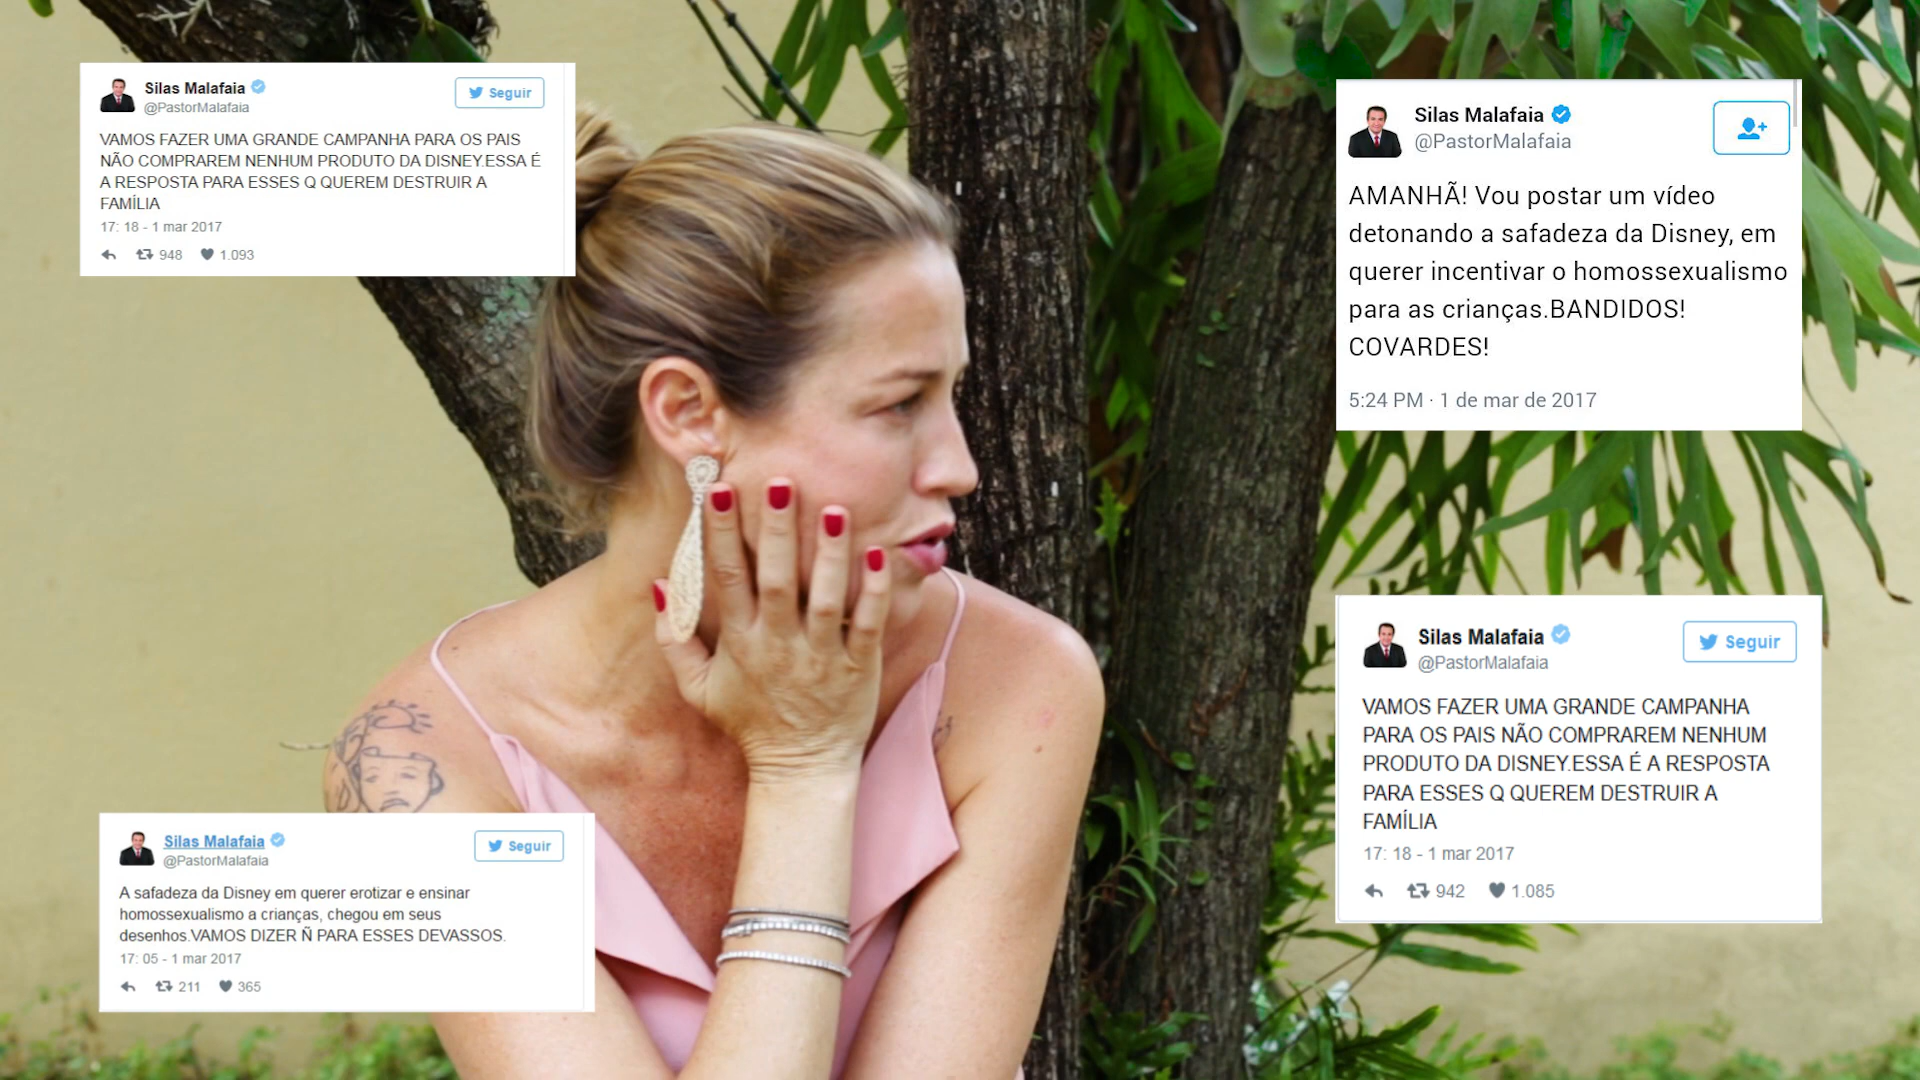 Silas Malafaia
@PastorMalafaia
Seguir
VAMOS FAZER UMA GRANDE CAMPANHA PARA OS PAIS
NÃO COMPRAREM NENHUM PRODUTO DA DISNEY.ESSA É
A RESPOSTA PARA ESSES Q QUEREM DESTRUIR A
FAMÍLIA
17: 18 - 1 mar 2017
948 1.093
Silas Malafaia
@PastorMalafaia
AMANHÃ! Vou postar um vídeo
detonando a safadeza da Disney, em
querer incentivar o homossexualismo
para as crianças.BANDIDOS!
COVARDES!
5:24 PM · 1 de mar de 2017
Silas Malafaia
@PastorMalafaia
Seguir
VAMOS FAZER UMA GRANDE CAMPANHA
PARA OS PAIS NÃO COMPRAREM NENHUM
PRODUTO DA DISNEY.ESSA É A RESPOSTA
PARA ESSES Q QUEREM DESTRUIR A
FAMÍLIA
17: 18 - 1 mar 2017
942 1.085
Silas Malafaia
@PastorMalafaia
Seguir
A safadeza da Disney em querer erotizar e ensinar
homossexualismo a crianças, chegou em seus
desenhos.VAMOS DIZER Ñ PARA ESSES DEVASSOS.
17: 05 - 1 mar 2017
211 365